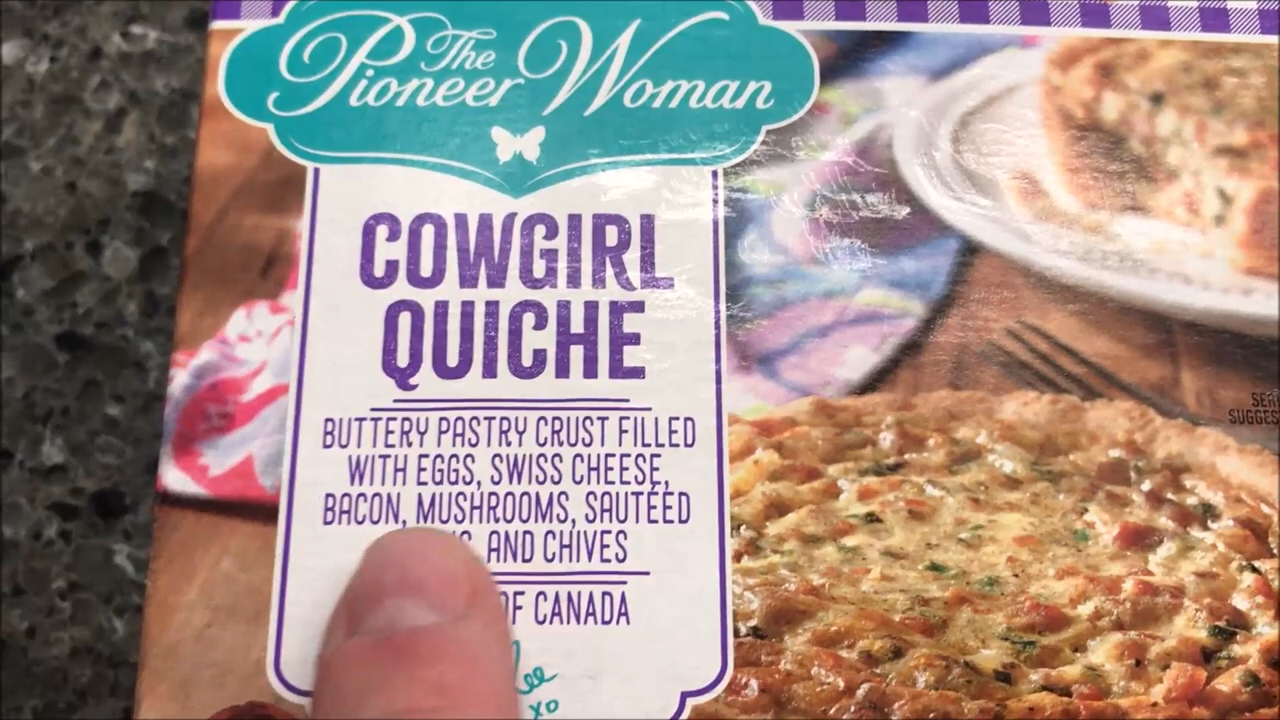 The
Pioneer Woman
COWGIRL
QUICHE
BUTTERY PASTRY CRUST FILLED
WITH EGGS, SWISS CHEESE,
BACON, MUSHROOMS, SAUTÉED
AND CHIVES
OF CANADA
xo